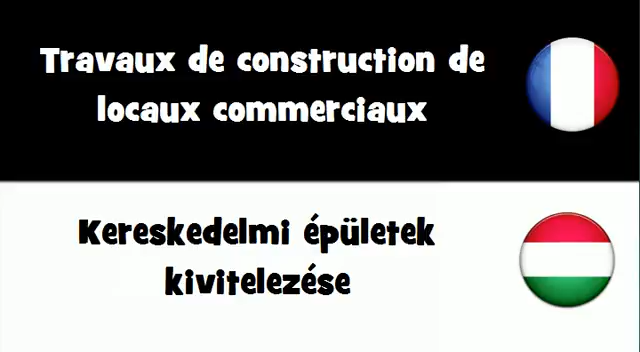 Travaux de construction de
locaux commerciaux
Kereskedelmi épületek
kivitelezése